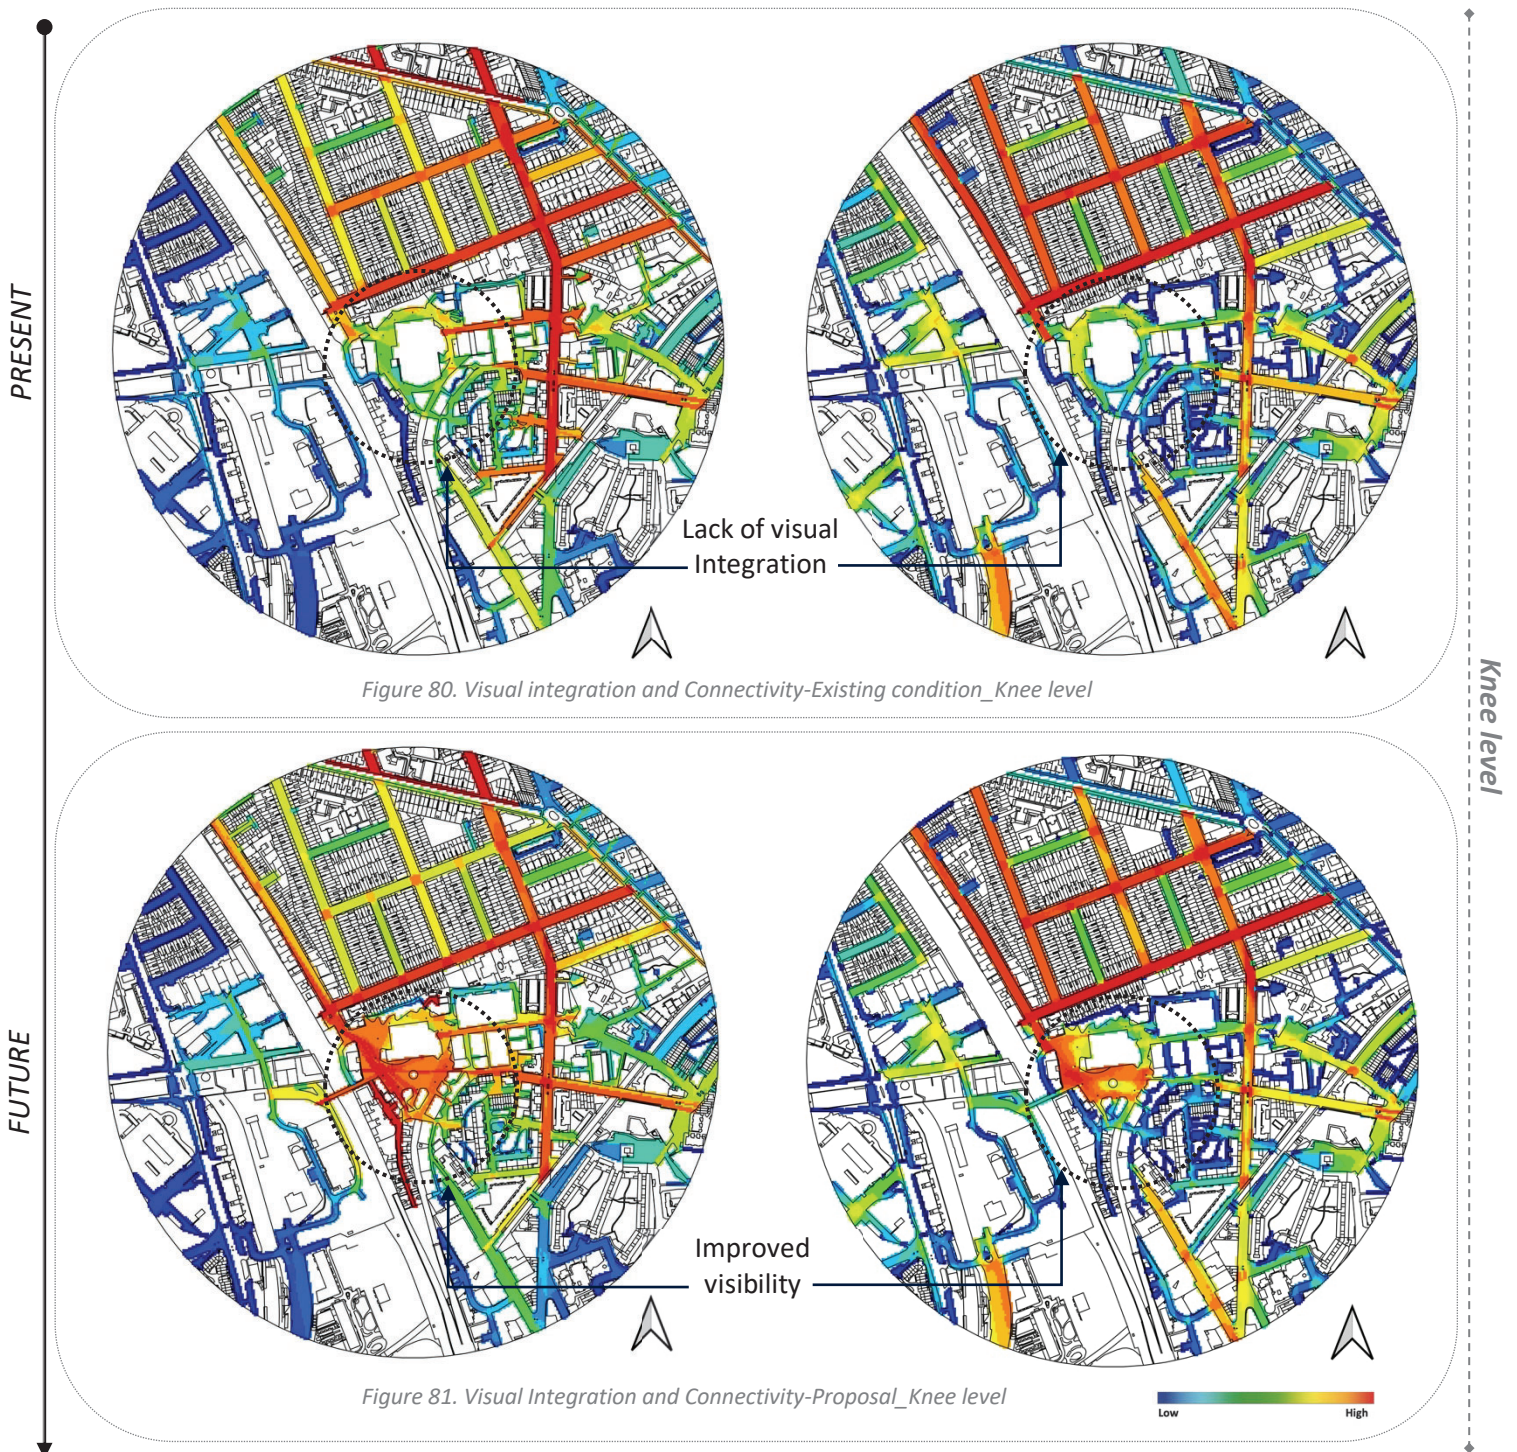 PRESENT
Lack of visual
Integration
Figure 80. Visual integration and Connectivity-Existing condition_Knee level
Knee level
FUTURE
Improved
visibility
Figure 81. Visual Integration and Connectivity-Proposal_Knee level
Low
High